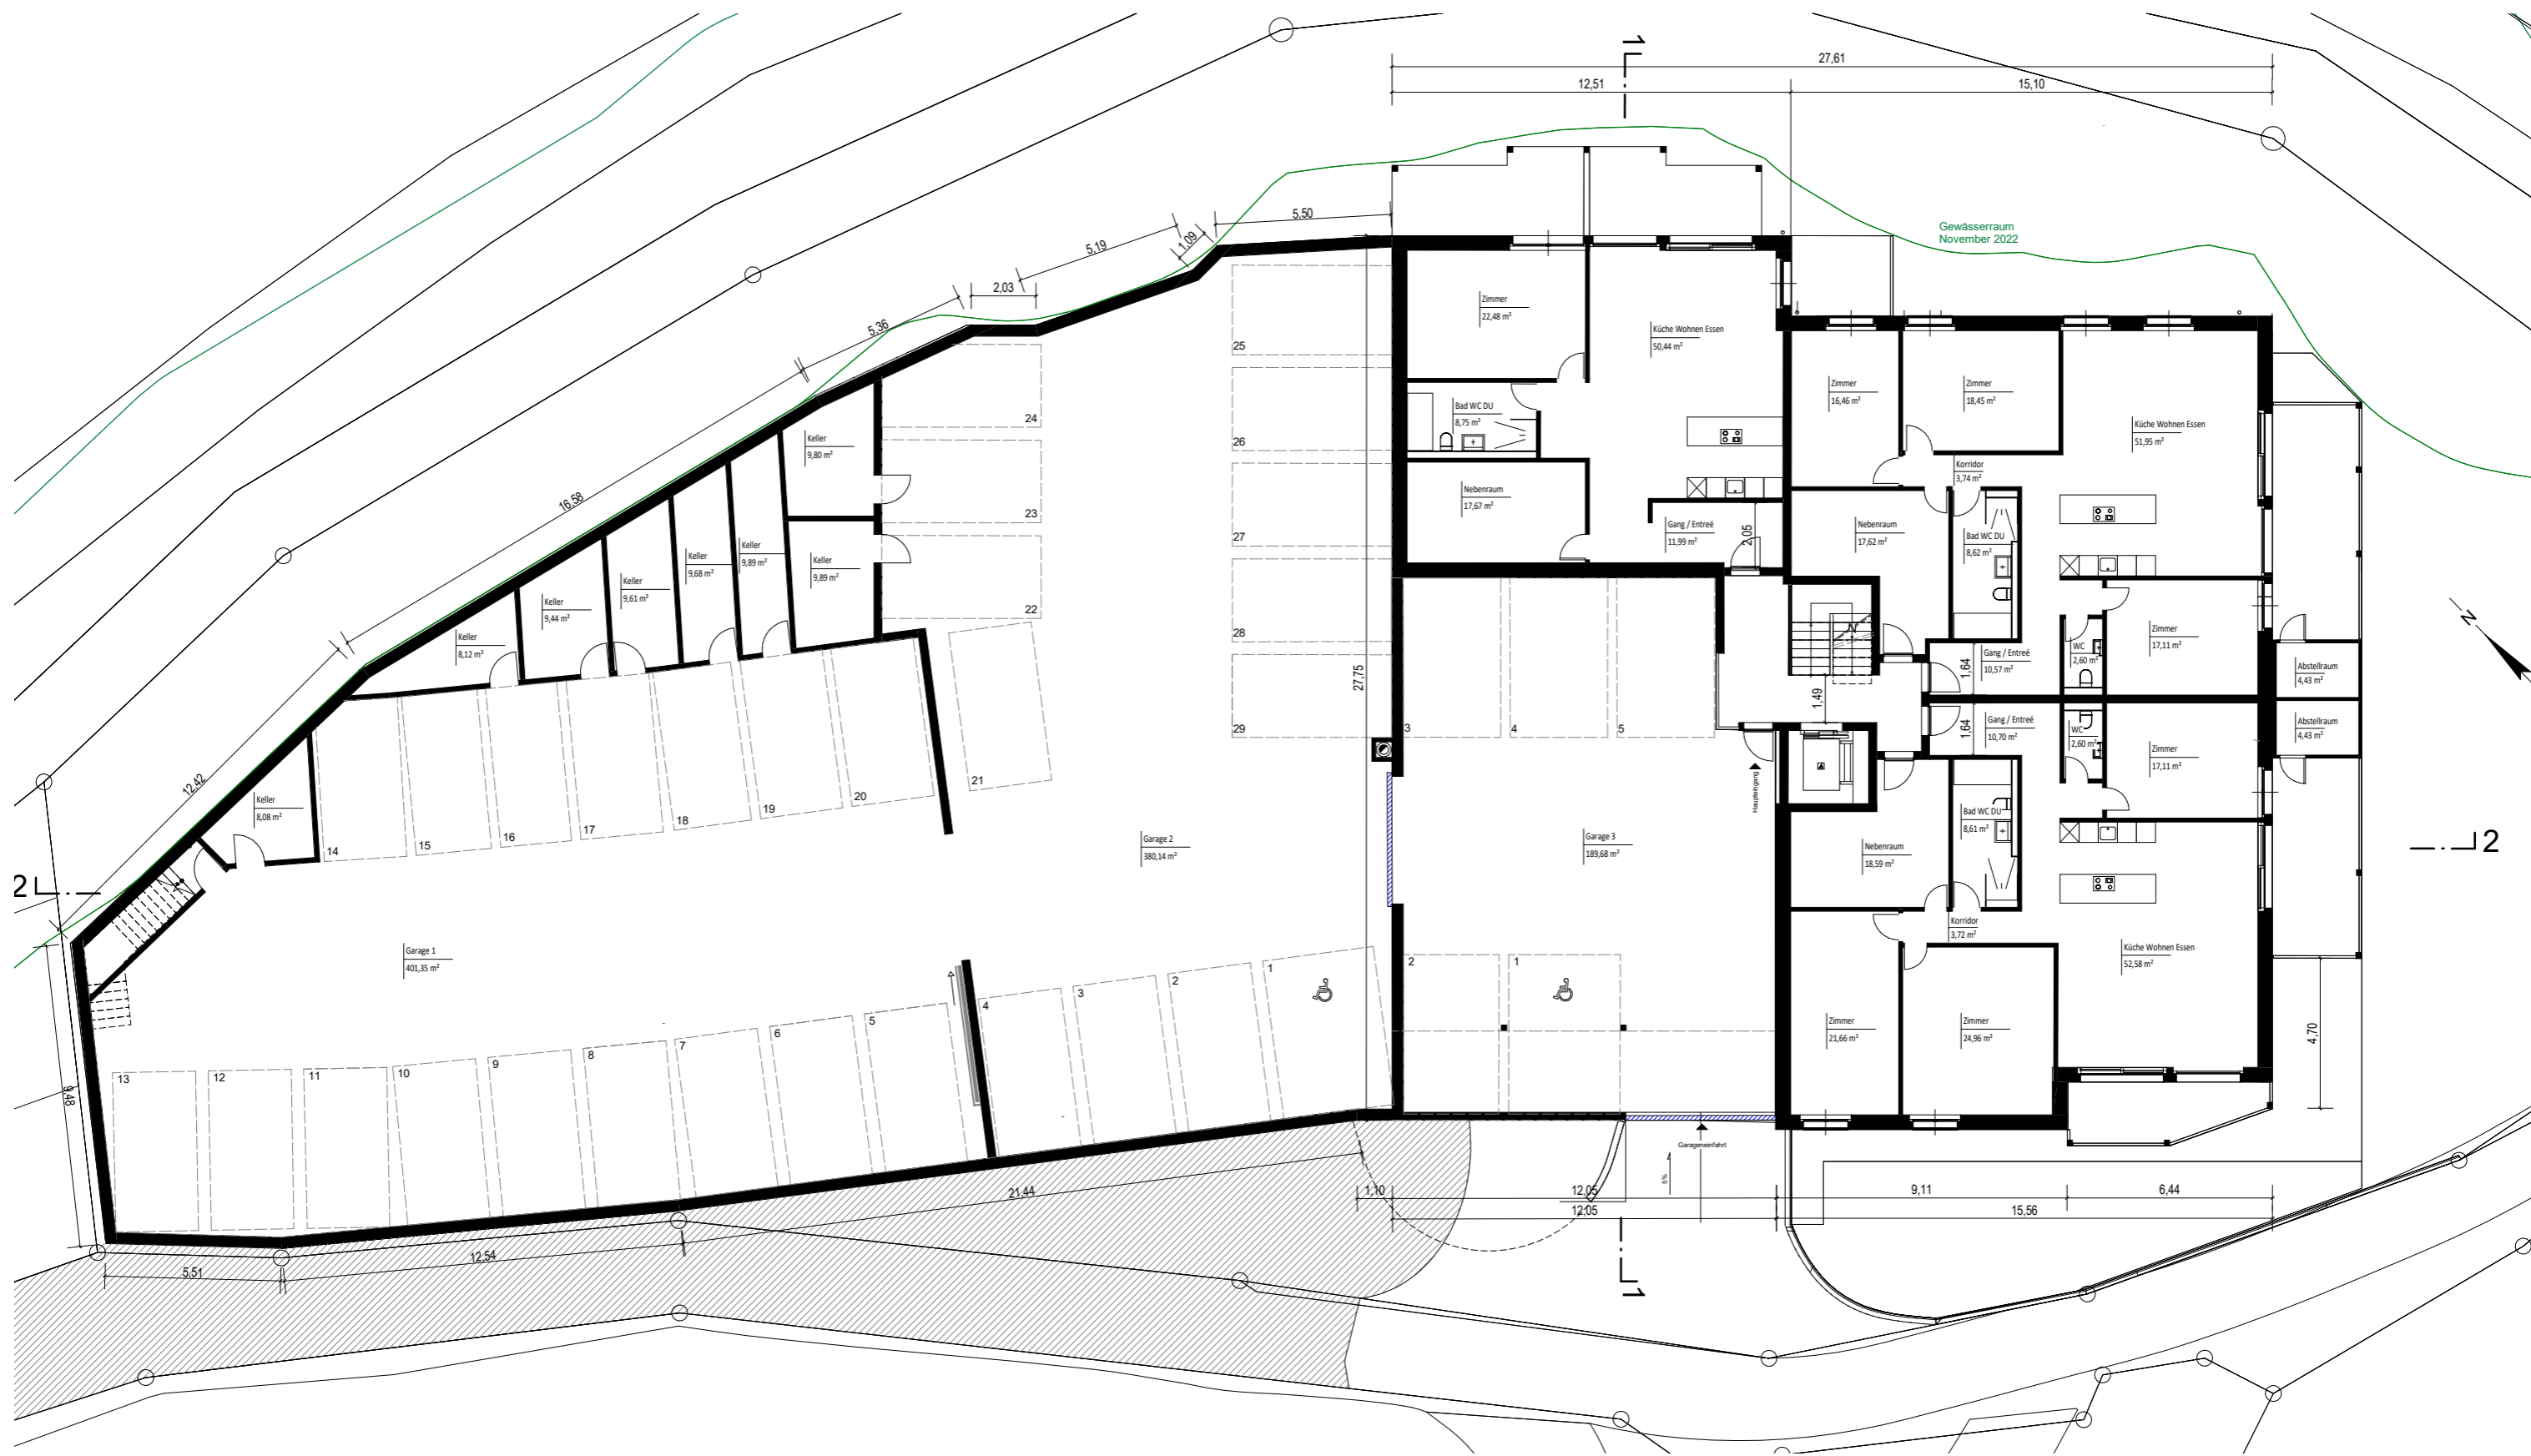 1
27,61
12,51
15,10
Gewässerraum
November 2022
5,50
1,09
5,19
2,03
5,36
16,58
12,42
9,48
27,75
25
24
26
23
27
22
28
29
21
Zimmer
22,48 m²
Küche Wohnen Essen
50,44 m²
Bad WC DU
8,75 m²
Nebenraum
17,67 m²
Gang / Entreé
11,99 m²
2,05
Zimmer
16,46 m²
Zimmer
18,45 m²
Küche Wohnen Essen
51,95 m²
Korridor
3,74 m²
Nebenraum
17,62 m²
Bad WC DU
8,62 m²
Zimmer
17,11 m²
WC
2,60 m²
Gang / Entreé
10,57 m²
1,64
Abstellraum
4,43 m²
N
Keller
9,80 m²
Keller
9,89 m²
Keller
9,89 m²
Keller
9,68 m²
Keller
9,61 m²
Keller
9,44 m²
Keller
8,12 m²
Keller
8,08 m²
14
15
16
17
18
19
20
3
4
5
1,49
1,64
Gang / Entreé
10,70 m²
WC
2,60 m²
Zimmer
17,11 m²
Abstellraum
4,43 m²
Haupteingang
Garage 2
380,14 m²
Garage 3
189,68 m²
Nebenraum
18,59 m²
Bad WC DU
8,61 m²
2
2
Garage 1
401,35 m²
Korridor
3,72 m²
Küche Wohnen Essen
52,58 m²
Zimmer
21,66 m²
Zimmer
24,96 m²
4,70
13
12
11
10
9
8
7
6
5
4
3
2
1
2
1
Garageneinfahrt
5%
21,44
1,10
12,05
9,11
6,44
12,05
15,56
12,54
5,51
1